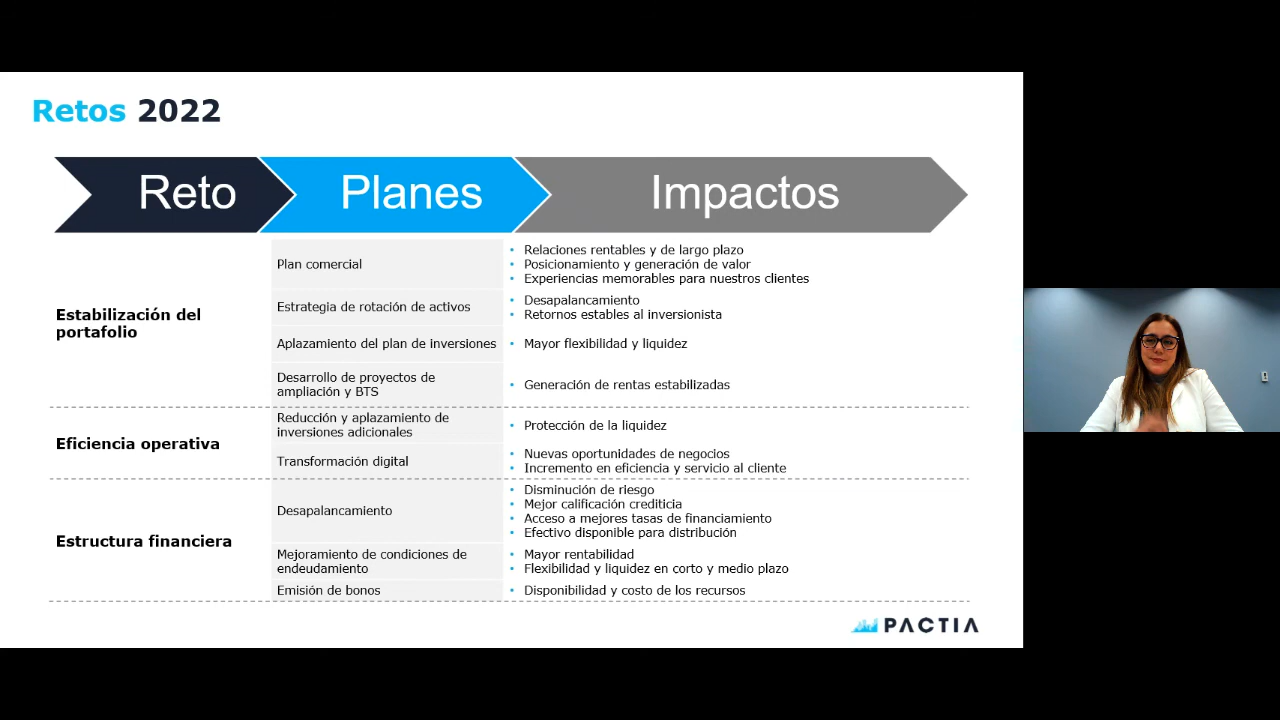 Retos 2022
Reto
Planes
Impactos
Estabilización del
portafolio
Plan comercial
• Relaciones rentables y de largo plazo
• Posicionamiento y generación de valor
• Experiencias memorables para nuestros clientes
Estrategia de rotación de activos
• Desapalancamiento
• Retornos estables al inversionista
Aplazamiento del plan de inversiones
• Mayor flexibilidad y liquidez
Desarrollo de proyectos de
ampliación y BTS
• Generación de rentas estabilizadas
Eficiencia operativa
Reducción y aplazamiento de
inversiones adicionales
• Protección de la liquidez
Transformación digital
• Nuevas oportunidades de negocios
• Incremento en eficiencia y servicio al cliente
Estructura financiera
Desapalancamiento
• Disminución de riesgo
• Mejor calificación crediticia
• Acceso a mejores tasas de financiamiento
• Efectivo disponible para distribución
Mejoramiento de condiciones de
endeudamiento
• Mayor rentabilidad
• Flexibilidad y liquidez en corto y medio plazo
Emisión de bonos
• Disponibilidad y costo de los recursos
PACTIA